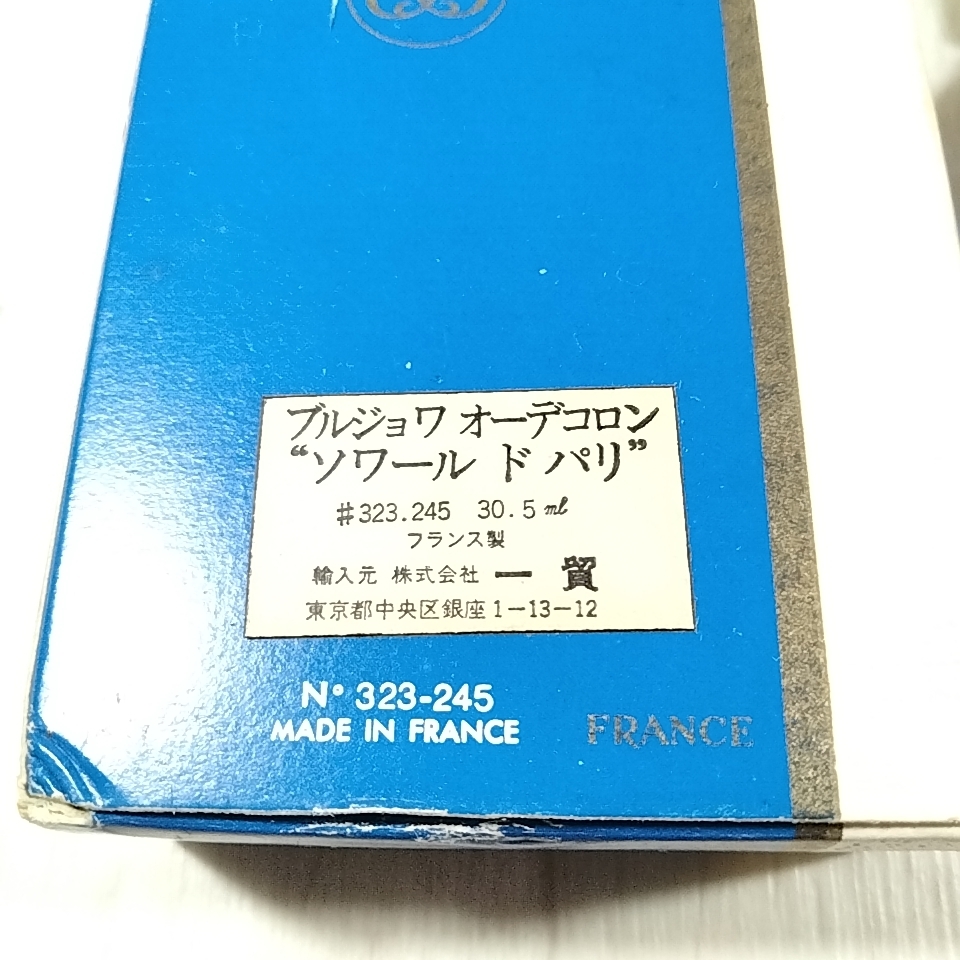 ブルジョワ オーデコロン
“ソワール ド パリ”
#323.245 30.5 ml
フランス製
輸入元 株式会社 一 貿
東京都中央区銀座1-13-12
N° 323-245
MADE IN FRANCE
FRANCE